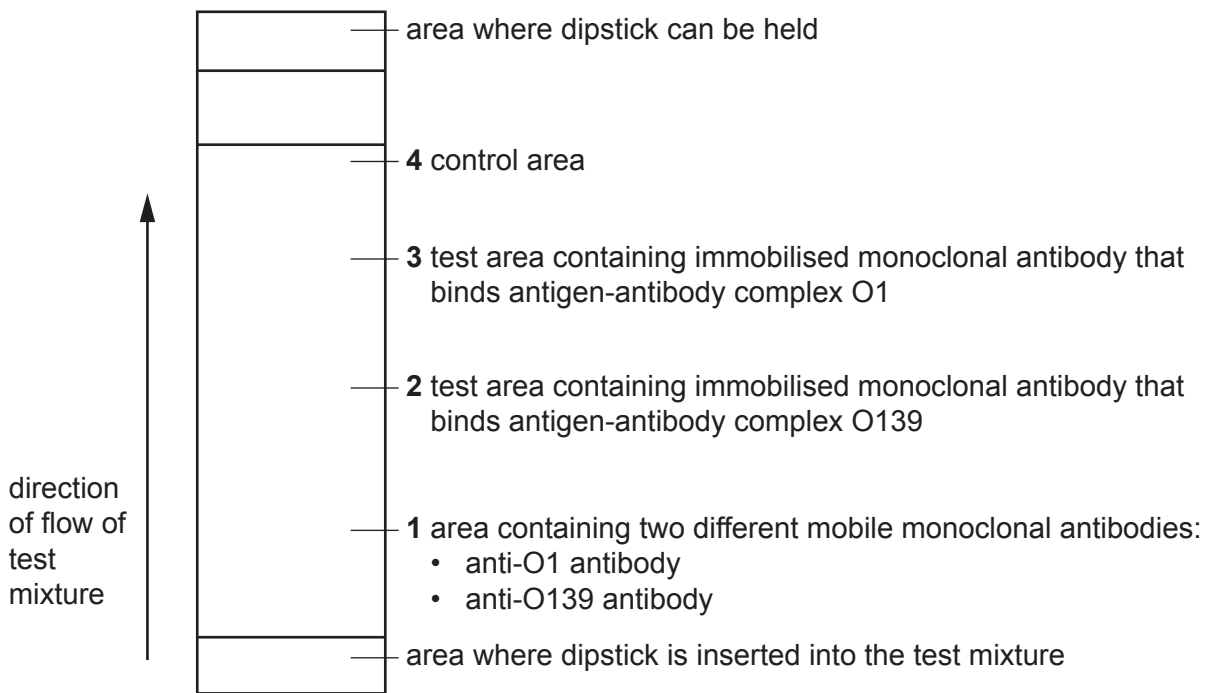 area where dipstick can be held
4 control area
3 test area containing immobilised monoclonal antibody that
binds antigen-antibody complex O1
2 test area containing immobilised monoclonal antibody that
binds antigen-antibody complex O139
direction
of flow of
test
mixture
1 area containing two different mobile monoclonal antibodies:
• anti-O1 antibody
• anti-O139 antibody
area where dipstick is inserted into the test mixture